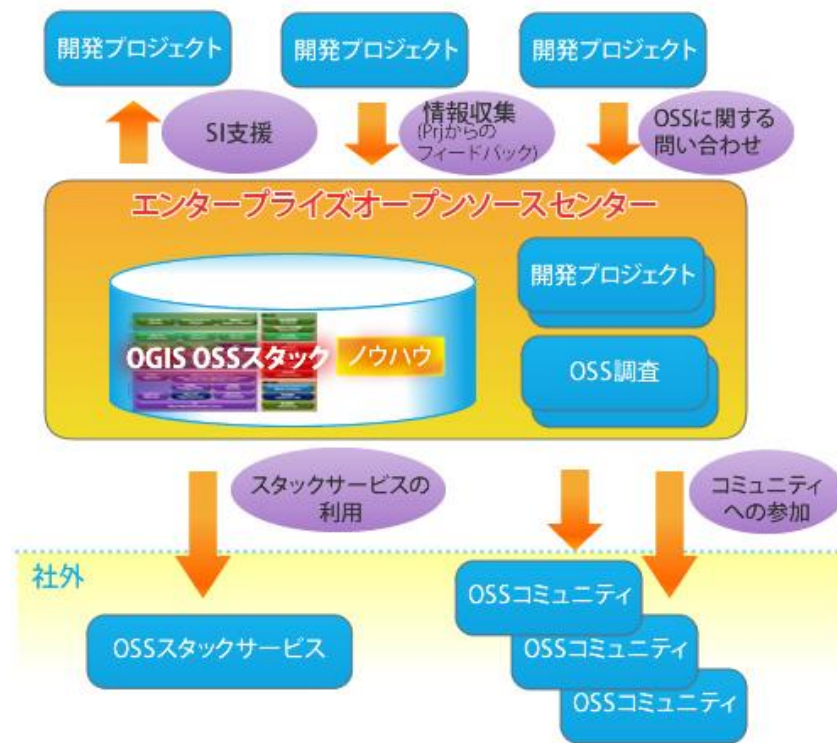 開発プロジェクト
開発プロジェクト
開発プロジェクト
SI支援
情報収集
(Prjからの
フィードバック)
OSSに関する
問い合わせ
エンタープライズオープンソースセンター
OGIS OSSスタック
ノウハウ
開発プロジェクト
OSS調査
スタックサービスの
利用
コミュニティ
への参加
社外
OSSスタックサービス
OSSコミュニティ
OSSコミュニティ
OSSコミュニティ